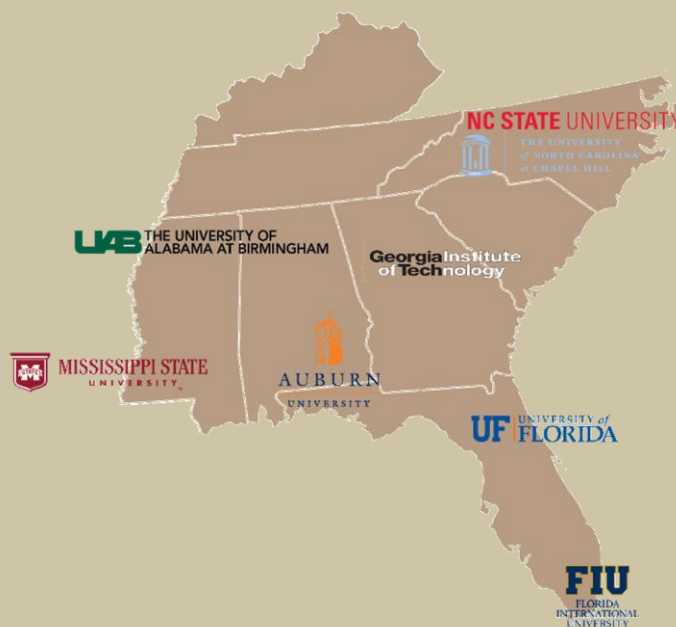 NC STATE UNIVERSITY
THE UNIVERSITY
of NORTH CAROLINA
at CHAPEL HILL
UAB THE UNIVERSITY OF
ALABAMA AT BIRMINGHAM
Georgia Institute
of Technology
MISSISSIPPI STATE
UNIVERSITY
AUBURN
UNIVERSITY
UF UNIVERSITY of
FLORIDA
FIU
FLORIDA
INTERNATIONAL
UNIVERSITY